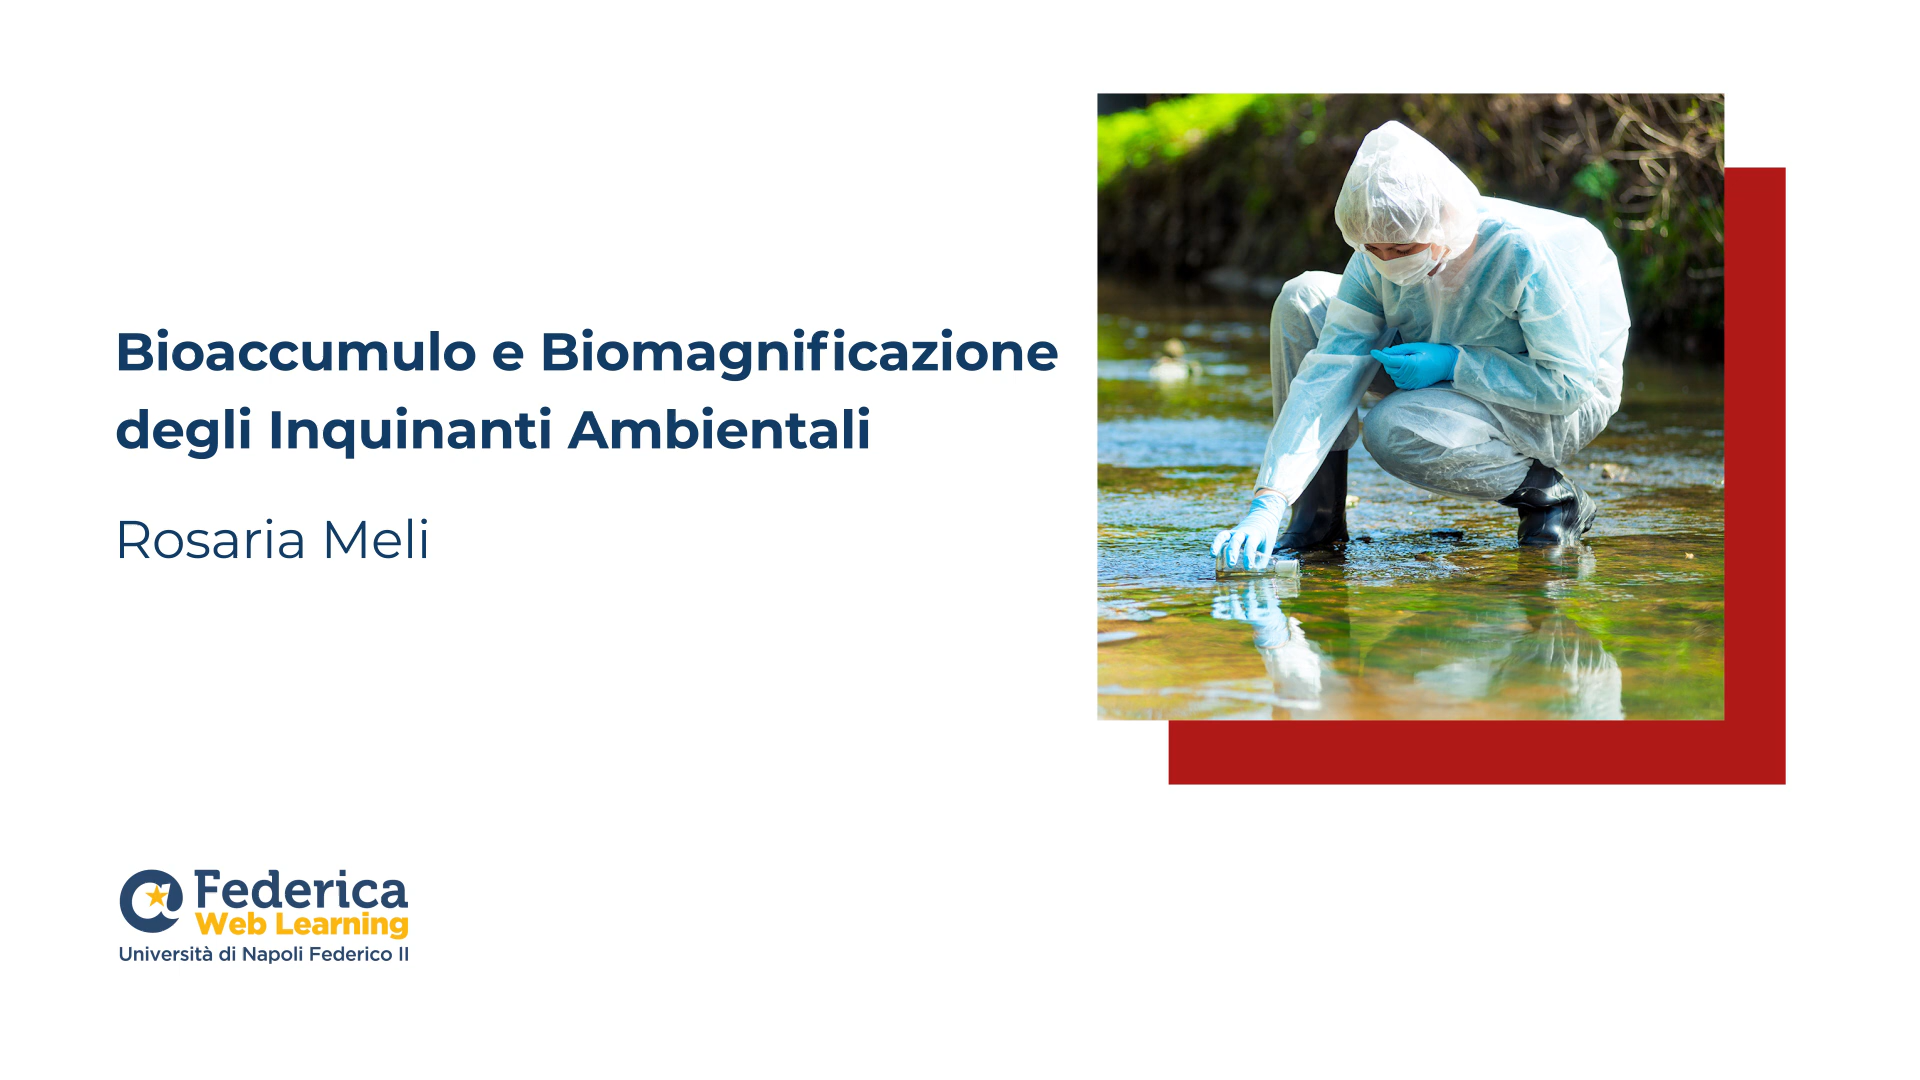 Bioaccumulo e Biomagnificazione
degli Inquinanti Ambientali
Rosaria Meli
Federica
Web Learning
Università di Napoli Federico II